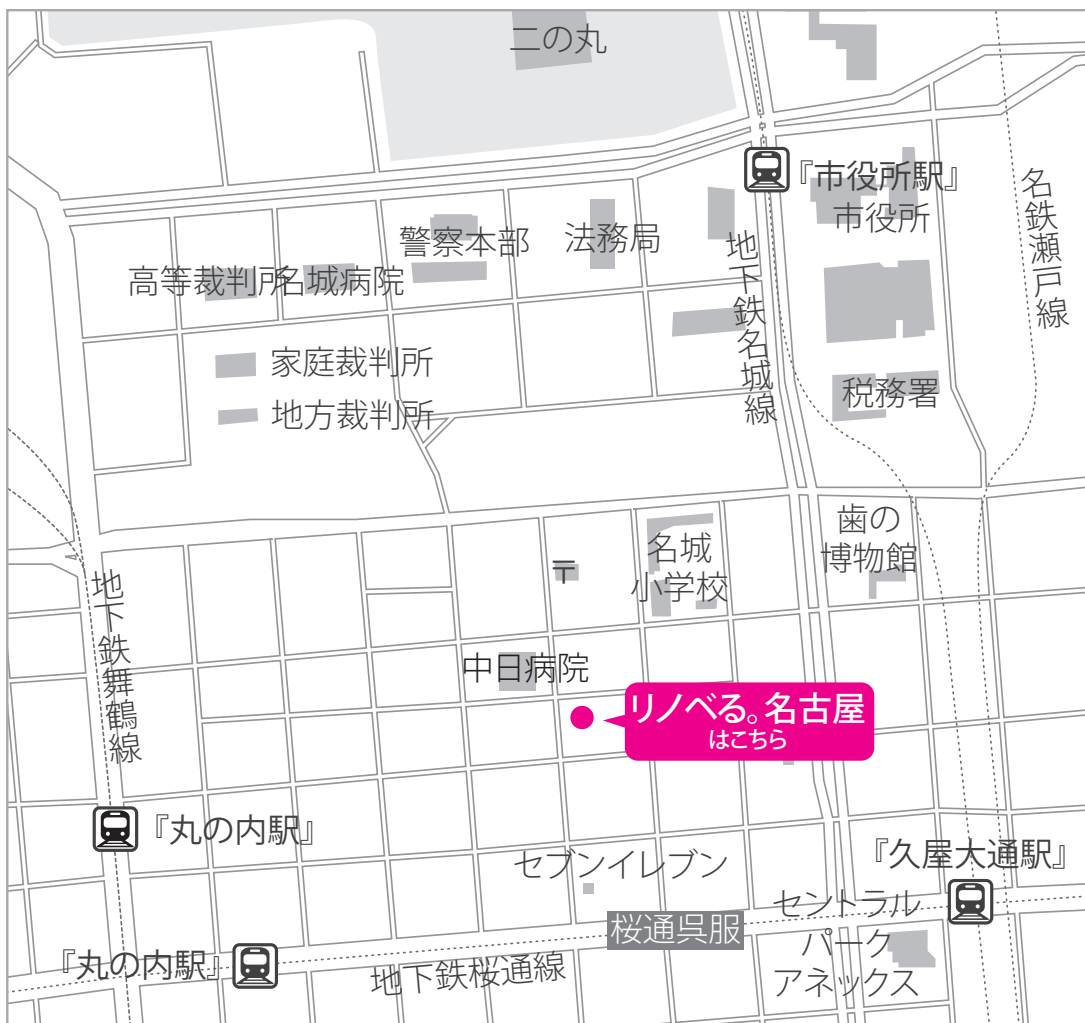 二の丸
『市役所駅』
市役所
名鉄瀬戸線
警察本部
法務局
地下鉄名城線
高等裁判所
名城病院
家庭裁判所
地方裁判所
税務署
歯の
博物館
〒
名城
小学校
地下鉄舞鶴線
中日病院
リノベる。名古屋
はこちら
『丸の内駅』
セブンイレブン
『久屋大通駅』
セントラル
パーク
アネックス
桜通呉服
『丸の内駅』
地下鉄桜通線